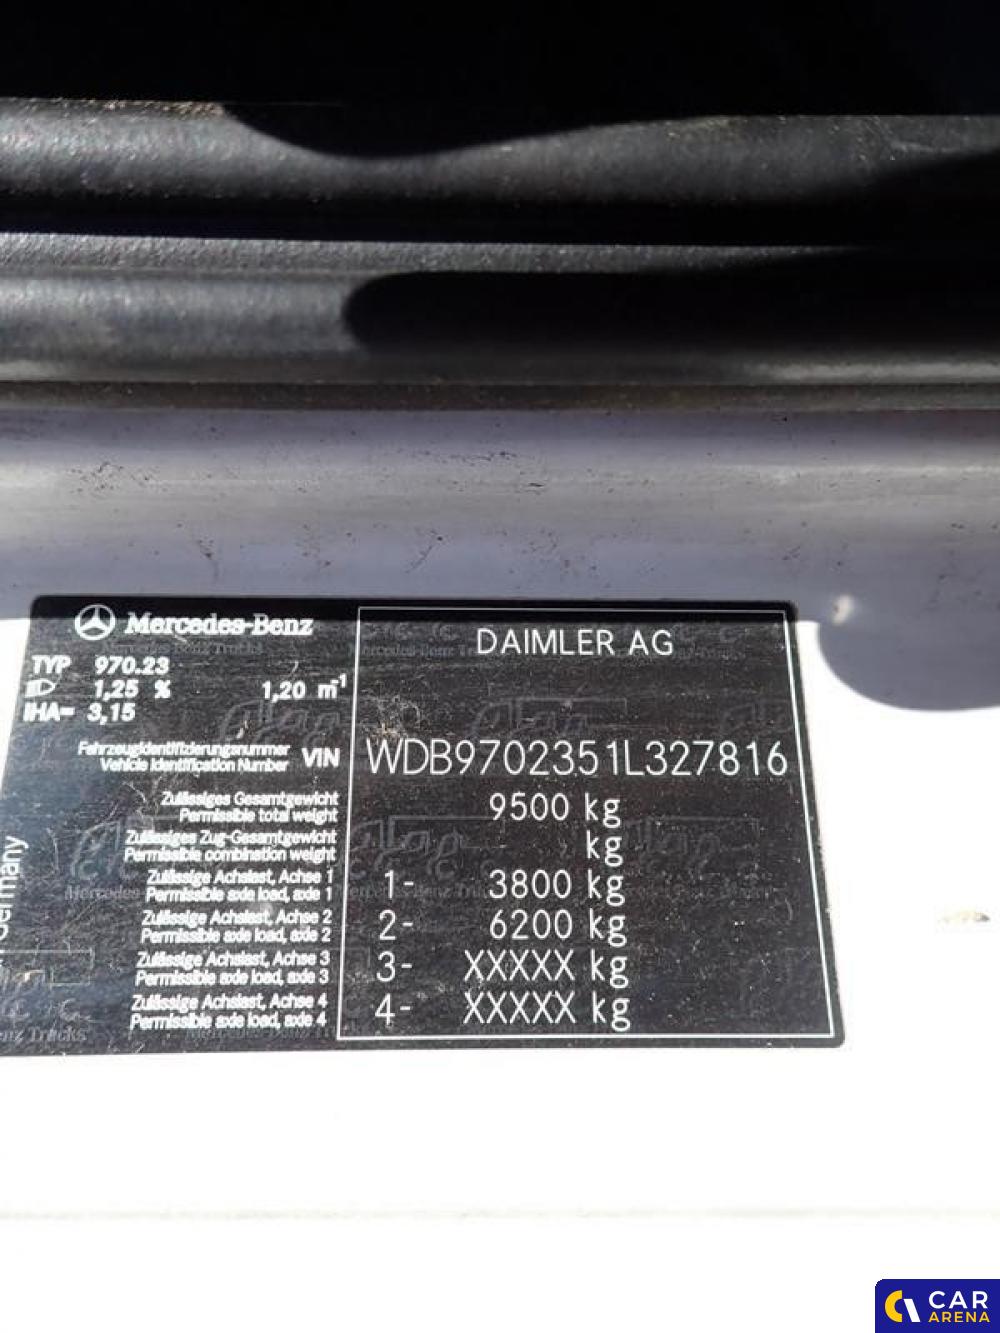 Mercedes-Benz
DAIMLER AG
TYP 970.23
1,25 % 1,20 m-1
IHA= 3,15
Fahrzeugidentifizierungsnummer
Vehicle Identification Number VIN WDB9702351L327816
Zulässiges Gesamtgewicht
Permissible total weight 9500 kg
Zulässiges Zug-Gesamtgewicht
Permissible combination weight kg
Zulässige Achslast, Achse 1
Permissible axle load, axle 1 1- 3800 kg
Zulässige Achslast, Achse 2
Permissible axle load, axle 2 2- 6200 kg
Zulässige Achslast, Achse 3
Permissible axle load, axle 3 3- XXXXX kg
Zulässige Achslast, Achse 4
Permissible axle load, axle 4 4- XXXXX kg
CAR
ARENA